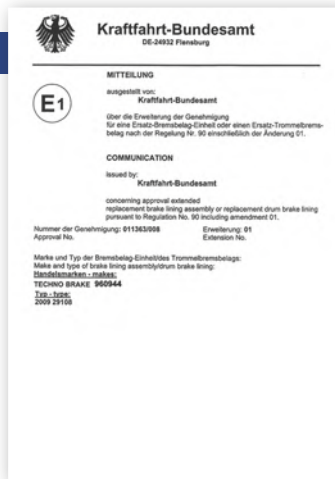 Kraftfahrt-Bundesamt
DE-24932 Flensburg
MITTEILUNG
ausgestellt von:
Kraftfahrt-Bundesamt
E1
über die Erweiterung der Genehmigung
für eine Ersatz-Bremsbelag-Einheit oder einen Ersatz-Trommelbrems-
belag nach der Regelung Nr. 90 einschließlich der Änderung 01.
COMMUNICATION
issued by:
Kraftfahrt-Bundesamt
concerning approval extended
replacement brake lining assembly or replacement drum brake lining
pursuant to Regulation No. 90 including amendment 01.
Nummer der Genehmigung: 011363/008 Erweiterung: 01
Approval No. Extension No.
Marke und Typ der Bremsbelag-Einheit/des Trommelbremsbelags:
Make and type of brake lining assembly/drum brake lining:
Handelsmarken - makes:
TECHNO BRAKE 960944
Typ - type:
2009 29108